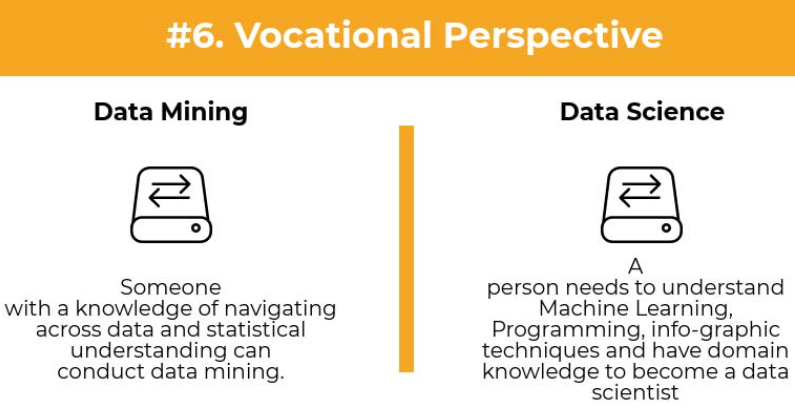 #6. Vocational Perspective
Data Mining
Someone
with a knowledge of navigating
across data and statistical
understanding can
conduct data mining.
Data Science
A
person needs to understand
Machine Learning,
Programming, info-graphic
techniques and have domain
knowledge to become a data
scientist